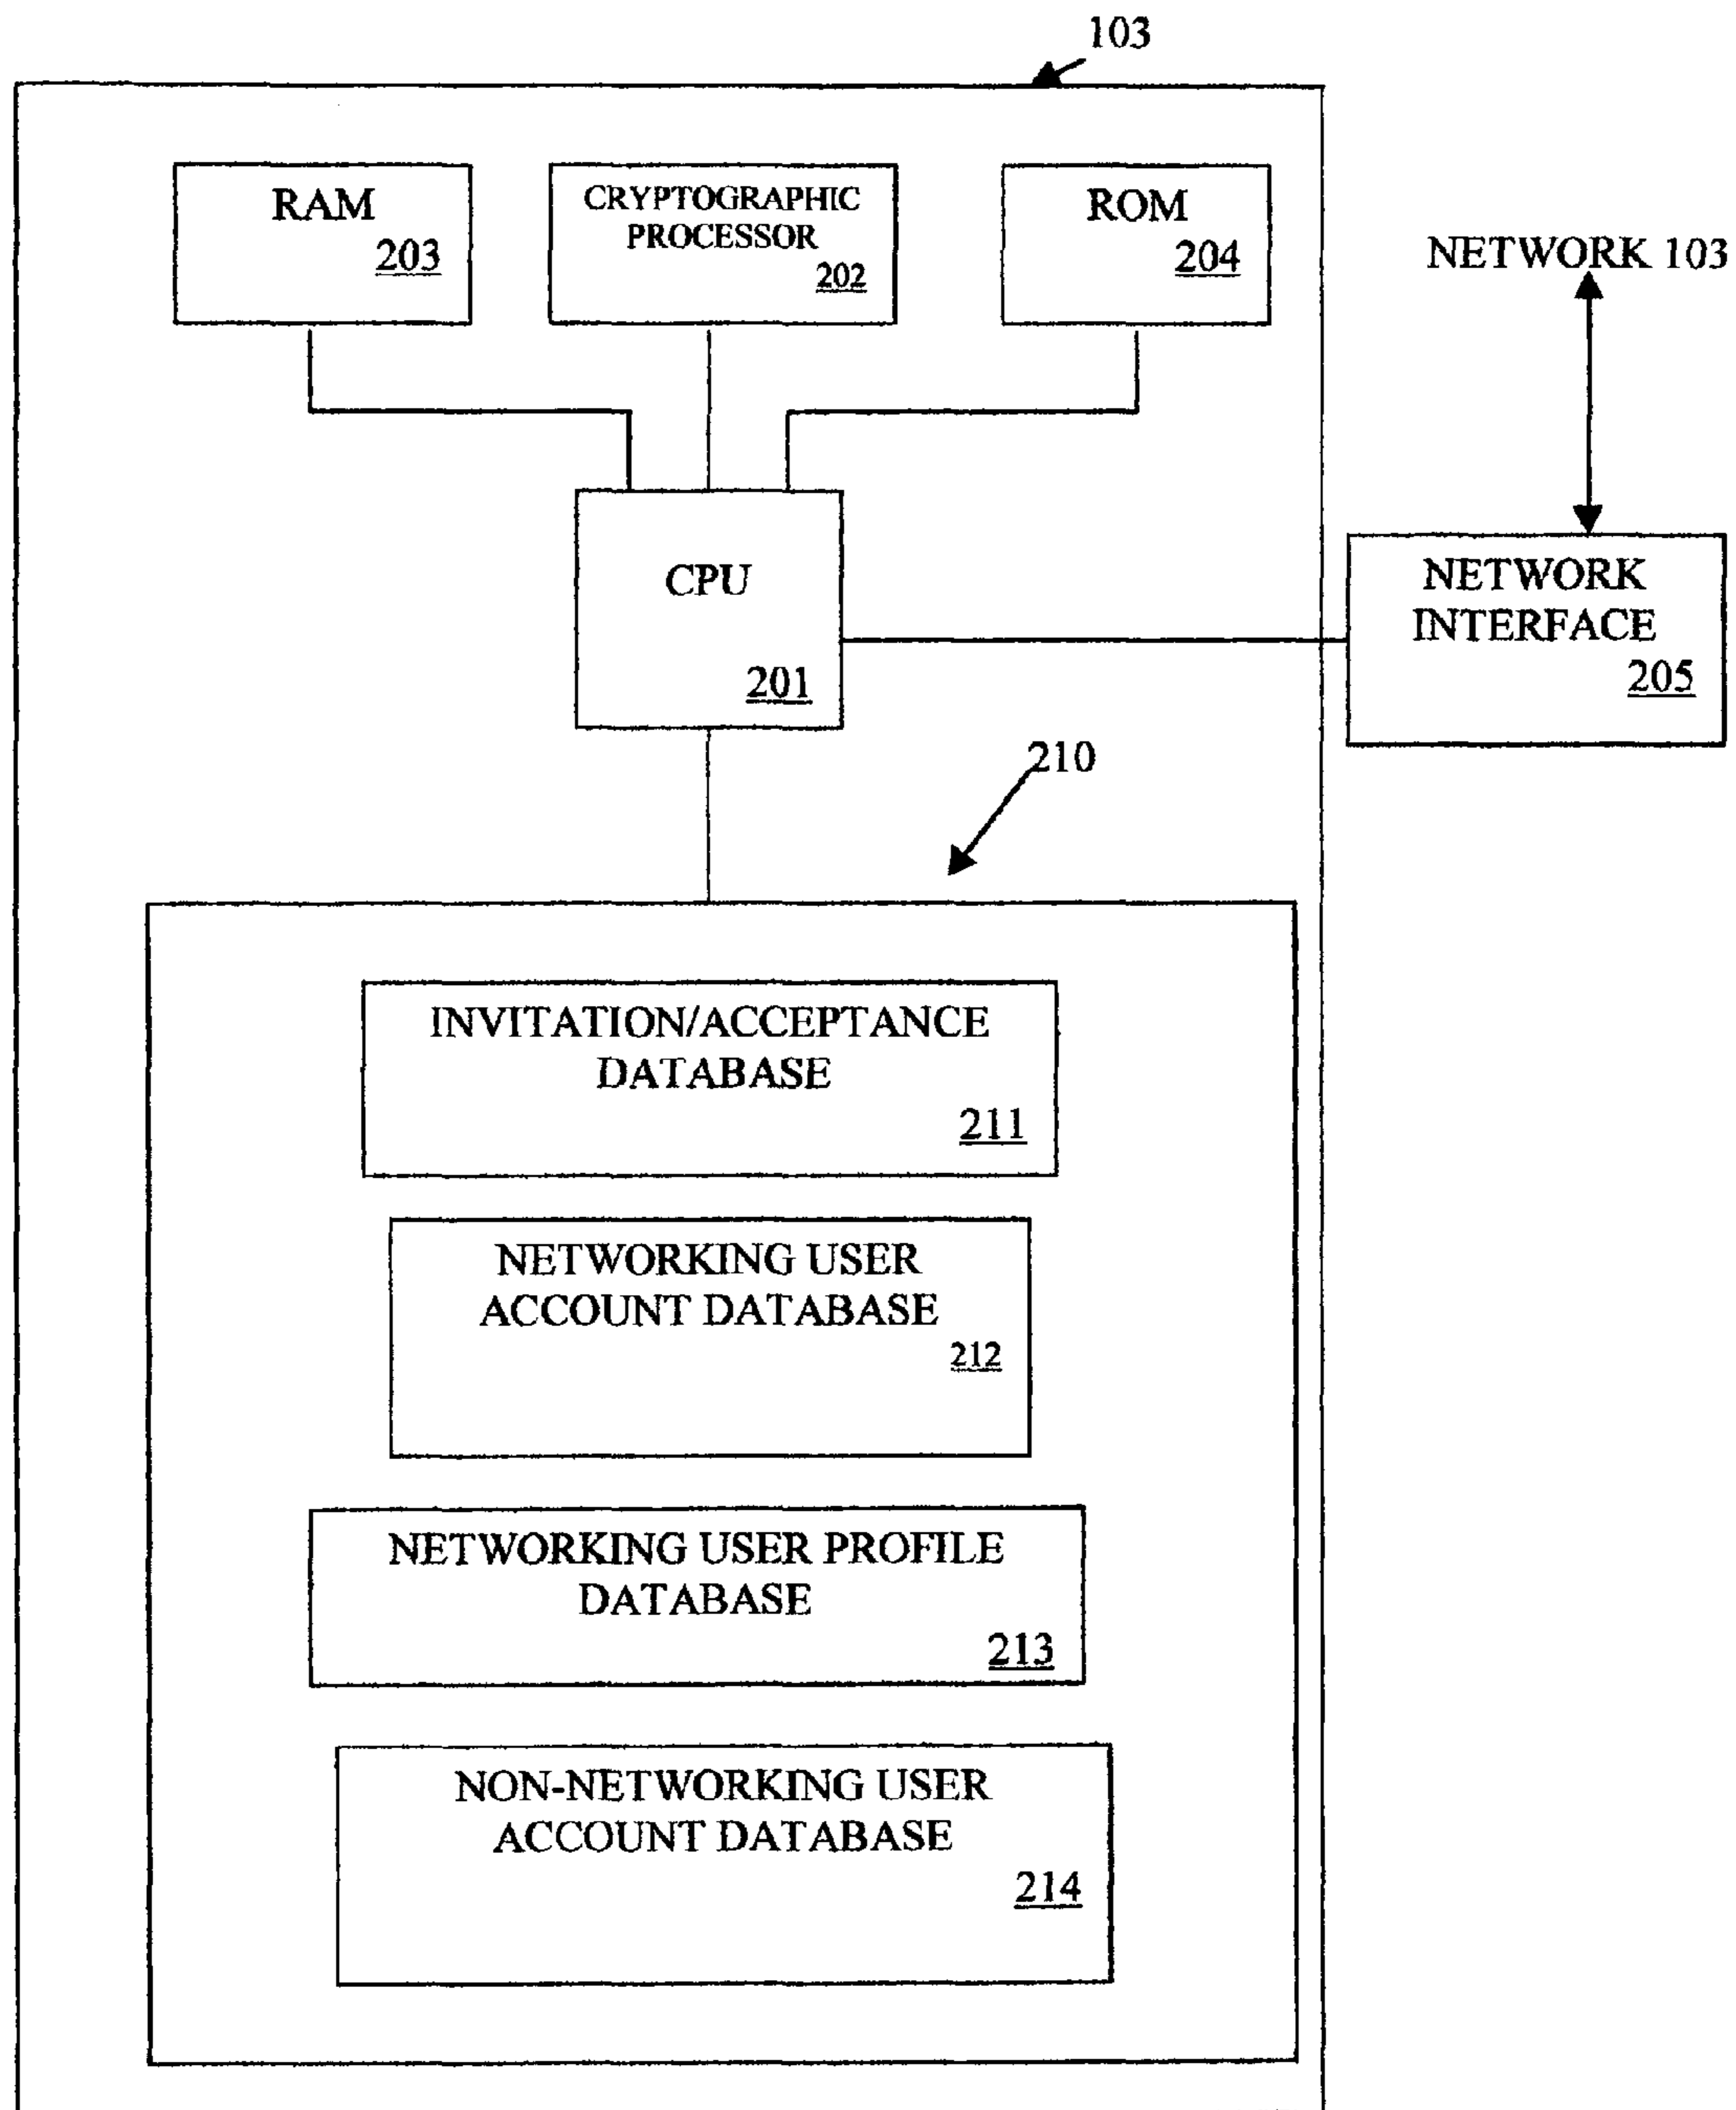 103
RAM
203
CRYPTOGRAPHIC
PROCESSOR
202
ROM
204
NETWORK 103
CPU
201
NETWORK
INTERFACE
205
210
INVITATION/ACCEPTANCE
DATABASE
211
NETWORKING USER
ACCOUNT DATABASE
212
NETWORKING USER PROFILE
DATABASE
213
NON-NETWORKING USER
ACCOUNT DATABASE
214